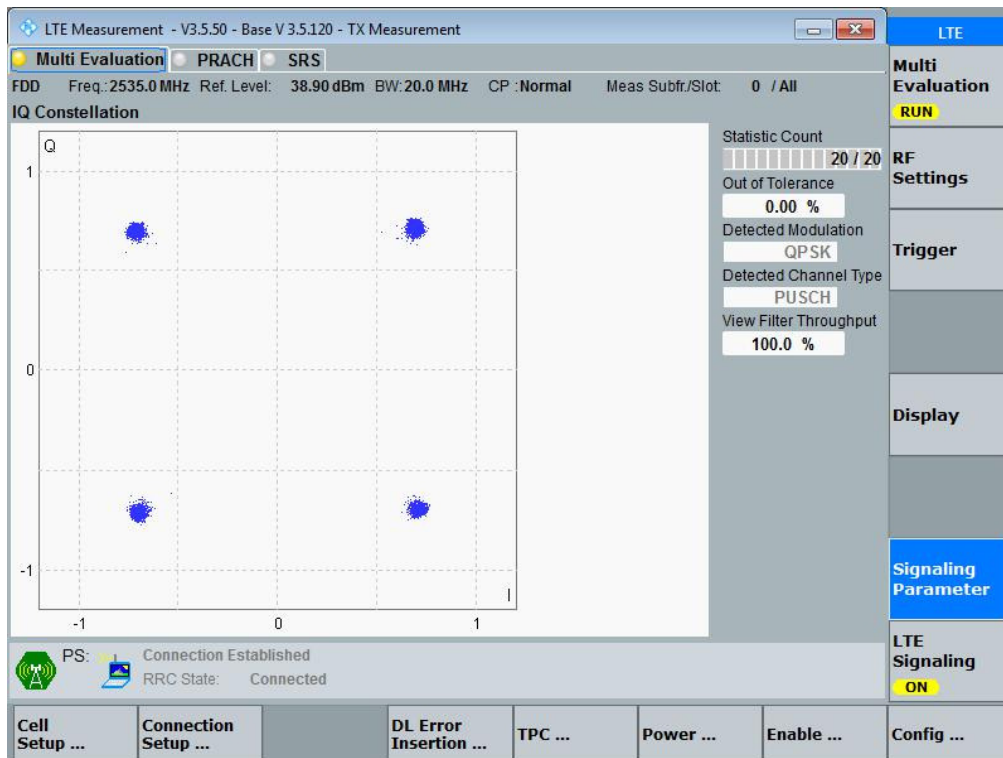 LTE Measurement - V3.5.50 - Base V 3.5.120 - TX Measurement
LTE
Multi Evaluation PRACH SRS
FDD Freq.:2535.0 MHz Ref. Level: 38.90 dBm BW:20.0 MHz CP :Normal Meas Subfr./Slot: 0 / All
IQ Constellation
Q
1
0
-1
-1 0 1
I
Statistic Count
20 / 20
Out of Tolerance
0.00 %
Detected Modulation
QPSK
Detected Channel Type
PUSCH
View Filter Throughput
100.0 %
Multi
Evaluation
RUN
RF
Settings
Trigger
Display
Signaling
Parameter
LTE
Signaling
ON
PS: Connection Established
RRC State: Connected
Cell
Setup ...
Connection
Setup ...
DL Error
Insertion ...
TPC ...
Power ...
Enable ...
Config ...